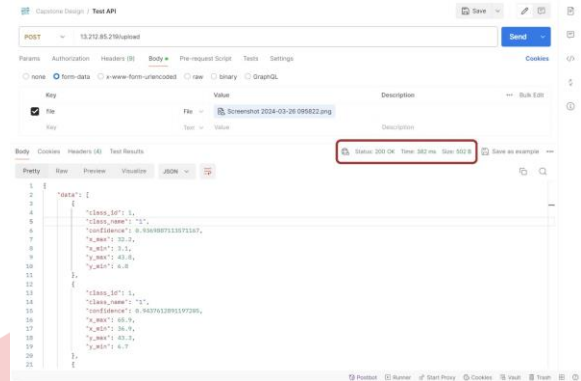 Capstone Design / Test API
Save
POST
13.212.85.219/upload
Send
Params Authorization Headers (8) Body Pre-request Script Tests Settings
Cookies
none form-data x-www-form-urlencoded raw binary GraphQL
Key Value Description Bulk Edit
file File Screenshot 2024-03-26 095822.png
Key Text Value Description
Body Cookies Headers (4) Test Results Status: 200 OK Time: 382 ms Size: 502 B Save as example
Pretty Raw Preview Visualize JSON
1 {
2 "data": [
3 {
4 "class_id": 1,
5 "class_name": "1",
6 "confidence":
7 "x_max": 32.2,
8 "x_min": 3.1,
9 "y_max": 43.0,
10 "y_min": 6.0
11 },
12 {
13 "class_id": 1,
14 "class_name": "1",
15 "confidence":
16 "x_max": 60.9,
17 "x_min": 36.9,
18 "y_max": 43.3,
19 "y_min": 6.7
20 },
21 {
Postbot Runner Start Proxy Cookies Vault Trash